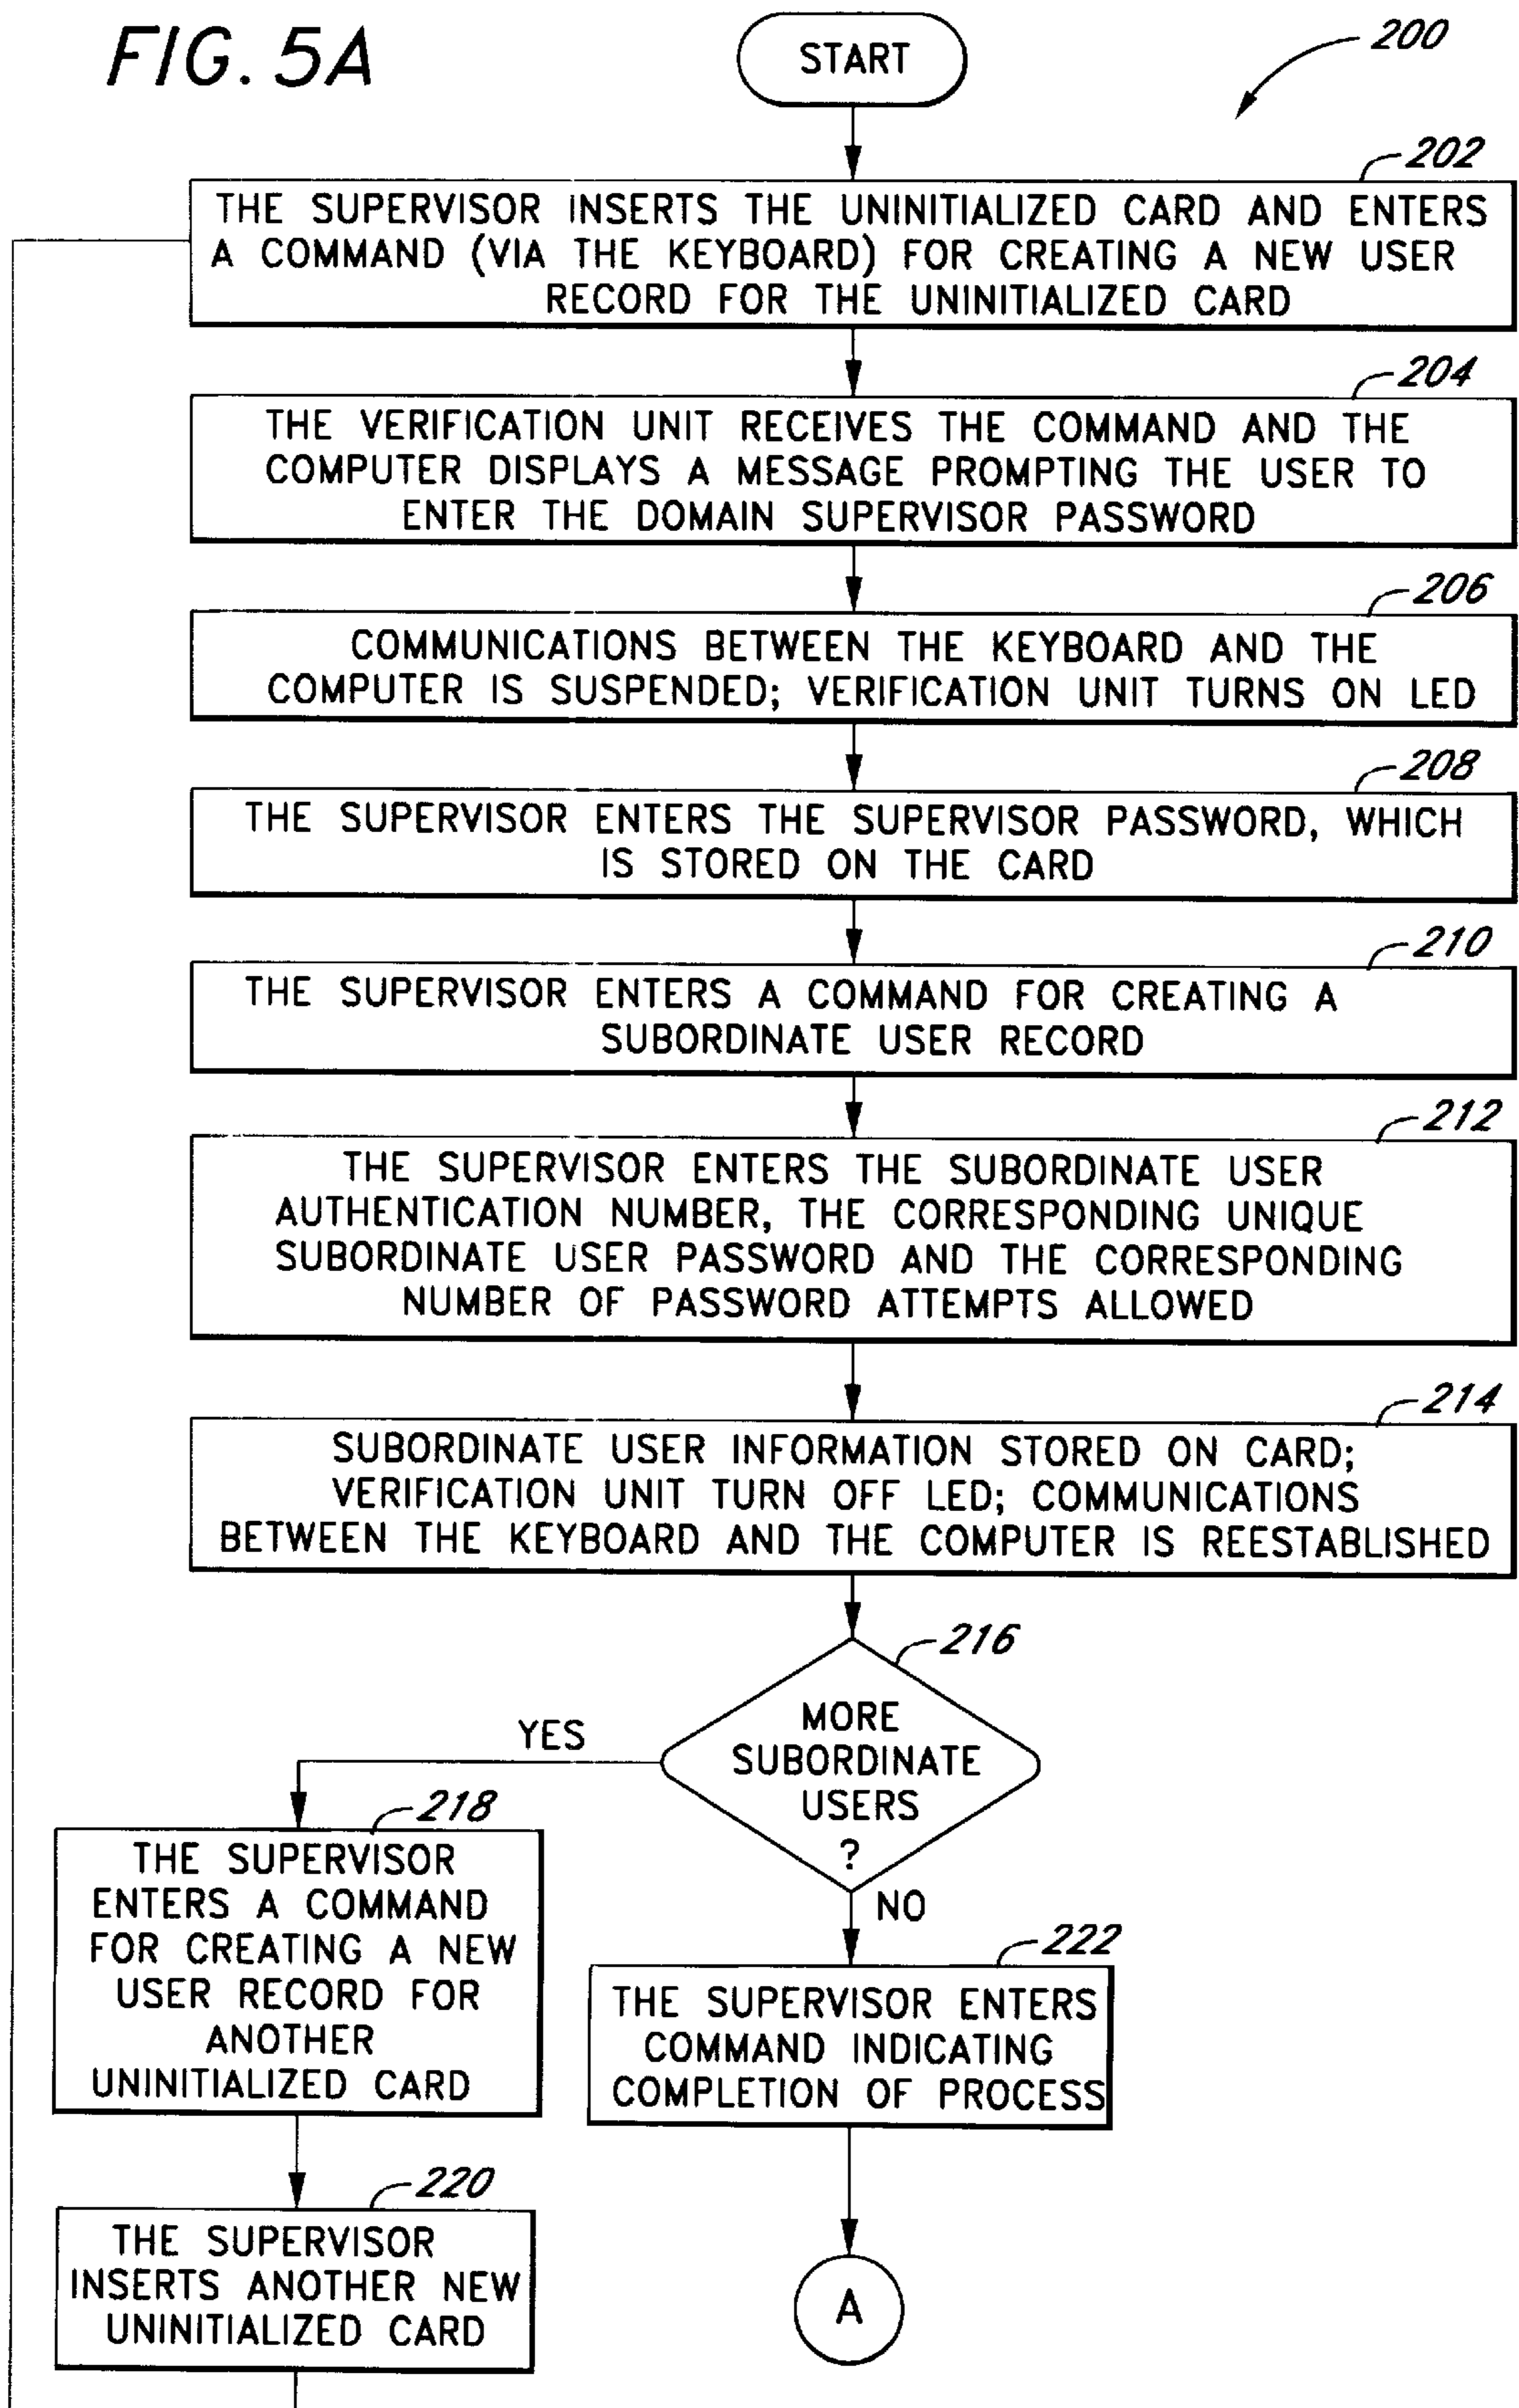 FIG. 5A
START
200
202
THE SUPERVISOR INSERTS THE UNINITIALIZED CARD AND ENTERS
A COMMAND (VIA THE KEYBOARD) FOR CREATING A NEW USER
RECORD FOR THE UNINITIALIZED CARD
204
THE VERIFICATION UNIT RECEIVES THE COMMAND AND THE
COMPUTER DISPLAYS A MESSAGE PROMPTING THE USER TO
ENTER THE DOMAIN SUPERVISOR PASSWORD
206
COMMUNICATIONS BETWEEN THE KEYBOARD AND THE
COMPUTER IS SUSPENDED; VERIFICATION UNIT TURNS ON LED
208
THE SUPERVISOR ENTERS THE SUPERVISOR PASSWORD, WHICH
IS STORED ON THE CARD
210
THE SUPERVISOR ENTERS A COMMAND FOR CREATING A
SUBORDINATE USER RECORD
212
THE SUPERVISOR ENTERS THE SUBORDINATE USER
AUTHENTICATION NUMBER, THE CORRESPONDING UNIQUE
SUBORDINATE USER PASSWORD AND THE CORRESPONDING
NUMBER OF PASSWORD ATTEMPTS ALLOWED
214
SUBORDINATE USER INFORMATION STORED ON CARD;
VERIFICATION UNIT TURN OFF LED; COMMUNICATIONS
BETWEEN THE KEYBOARD AND THE COMPUTER IS REESTABLISHED
216
MORE
SUBORDINATE
USERS
?
YES
218
THE SUPERVISOR
ENTERS A COMMAND
FOR CREATING A NEW
USER RECORD FOR
ANOTHER
UNINITIALIZED CARD
NO
222
THE SUPERVISOR ENTERS
COMMAND INDICATING
COMPLETION OF PROCESS
220
THE SUPERVISOR
INSERTS ANOTHER NEW
UNINITIALIZED CARD
A